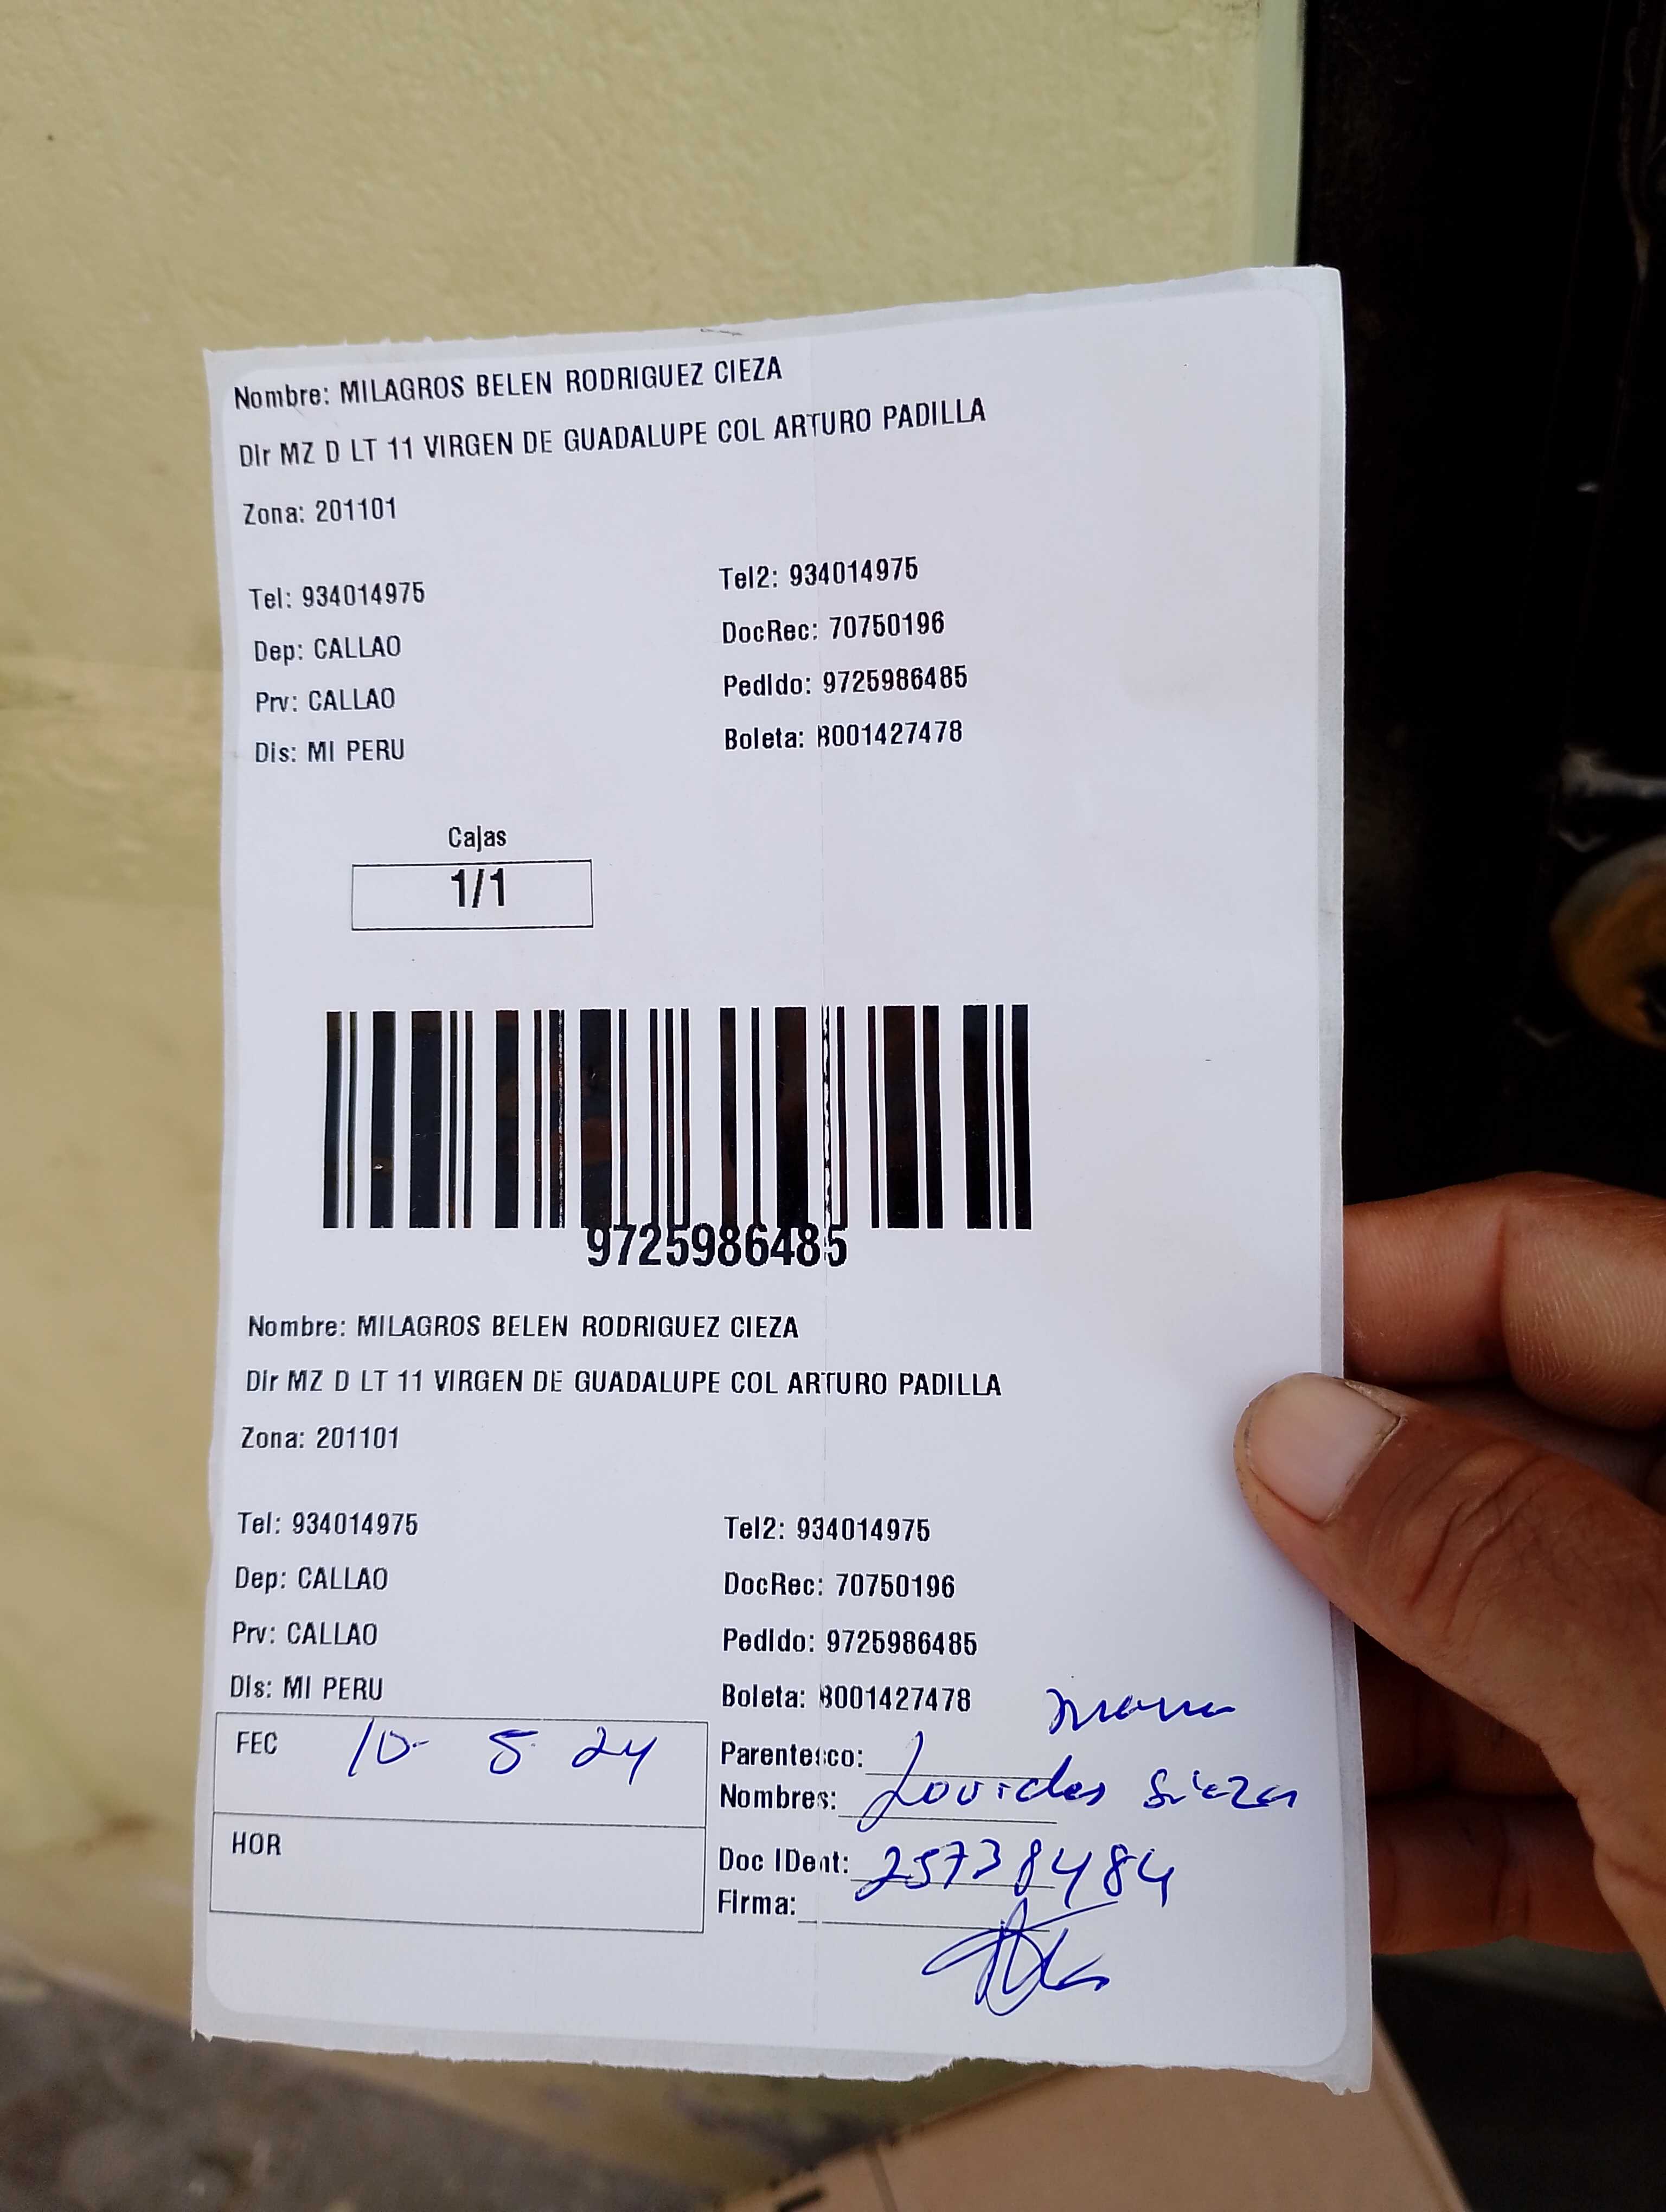 Nombre: MILAGROS BELEN RODRIGUEZ CIEZA
DIr MZ D LT 11 VIRGEN DE GUADALUPE COL ARTURO PADILLA
Zona: 201101
Tel: 934014975
Tel2: 934014975
Dep: CALLAO
DocRec: 70750196
Prv: CALLAO
PedIdo: 9725986485
Dis: MI PERU
Boleta: B001427478
Cajas
1/1
9725986485
Nombre: MILAGROS BELEN RODRIGUEZ CIEZA
DIr MZ D LT 11 VIRGEN DE GUADALUPE COL ARTURO PADILLA
Zona: 201101
Tel: 934014975
Tel2: 934014975
Dep: CALLAO
DocRec: 70750196
Prv: CALLAO
PedIdo: 9725986485
DIs: MI PERU
Boleta: B001427478
FEC 10- 5 24
Parentesco:
Nombres: Lourdes Sieza
HOR
Doc IDent: 25738484
Firma: